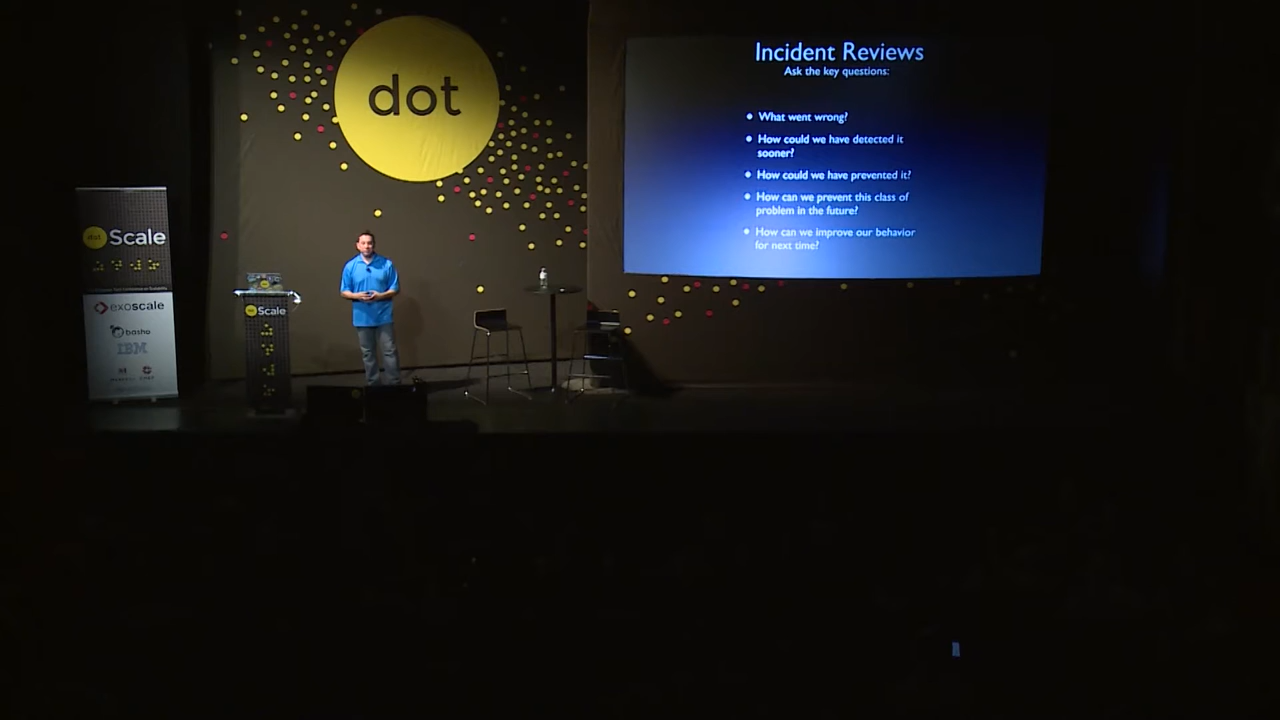 dot
Incident Reviews
Ask the key questions:
What went wrong?
How could we have detected it
sooner?
How could we have prevented it?
How can we prevent this class of
problem in the future?
How can we improve our behavior
for next time?
dot Scale
exoscale
basho
IBM
Scale